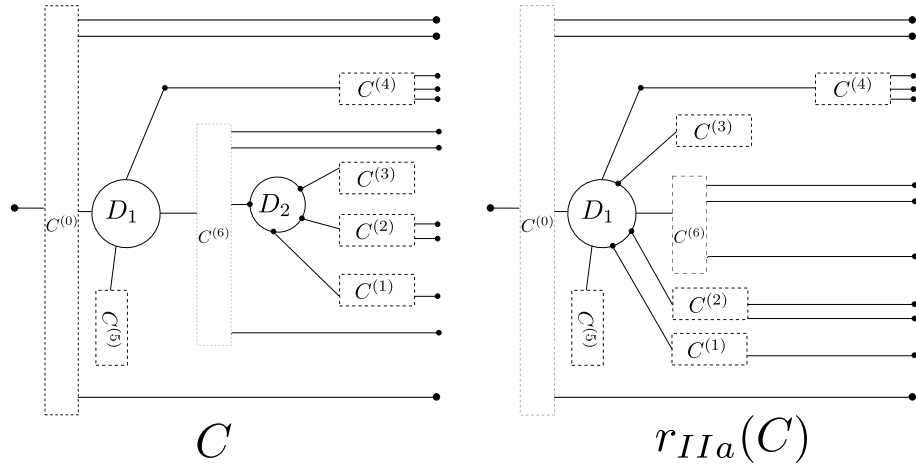 C^{(4)} C^{(4)}
C^{(3)}
D_1 D_2 C^{(3)} D_1
C^{(0)} C^{(6)} C^{(2)} C^{(0)} C^{(6)}
C^{(1)} C^{(2)}
C^{(5)} C^{(5)} C^{(1)}
C r_{IIa}(C)